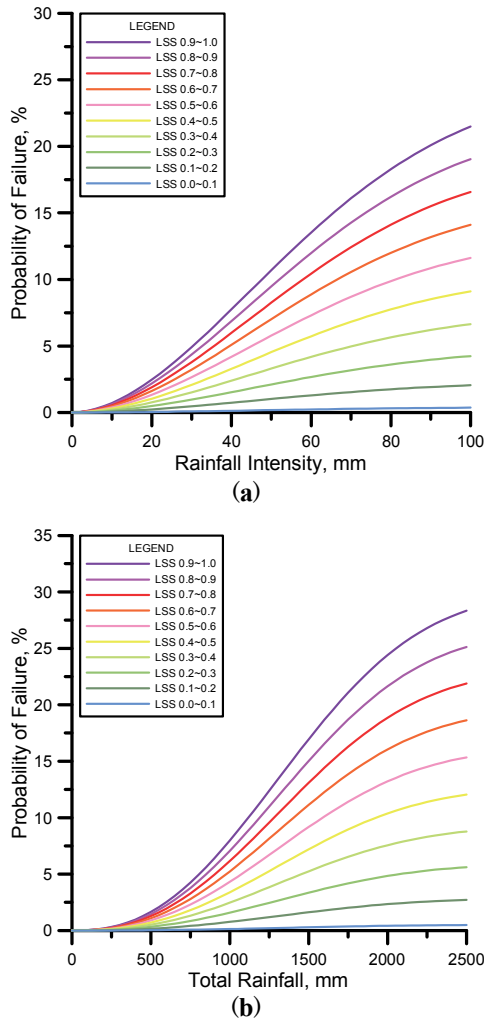 30
25
20
15
10
5
0
Probability of Failure, %
LEGEND
LSS 0.9~1.0
LSS 0.8~0.9
LSS 0.7~0.8
LSS 0.6~0.7
LSS 0.5~0.6
LSS 0.4~0.5
LSS 0.3~0.4
LSS 0.2~0.3
LSS 0.1~0.2
LSS 0.0~0.1
0 20 40 60 80 100
Rainfall Intensity, mm
(a)
35
30
25
20
15
10
5
0
Probability of Failure, %
LEGEND
LSS 0.9~1.0
LSS 0.8~0.9
LSS 0.7~0.8
LSS 0.6~0.7
LSS 0.5~0.6
LSS 0.4~0.5
LSS 0.3~0.4
LSS 0.2~0.3
LSS 0.1~0.2
LSS 0.0~0.1
0 500 1000 1500 2000 2500
Total Rainfall, mm
(b)